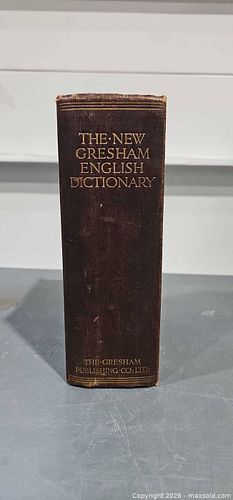 THE·NEW
GRESHAM
ENGLISH
DICTIONARY
THE·GRESHAM
PUBLISHING·CO:LTD:
Copyright 2026 - maxsold.com